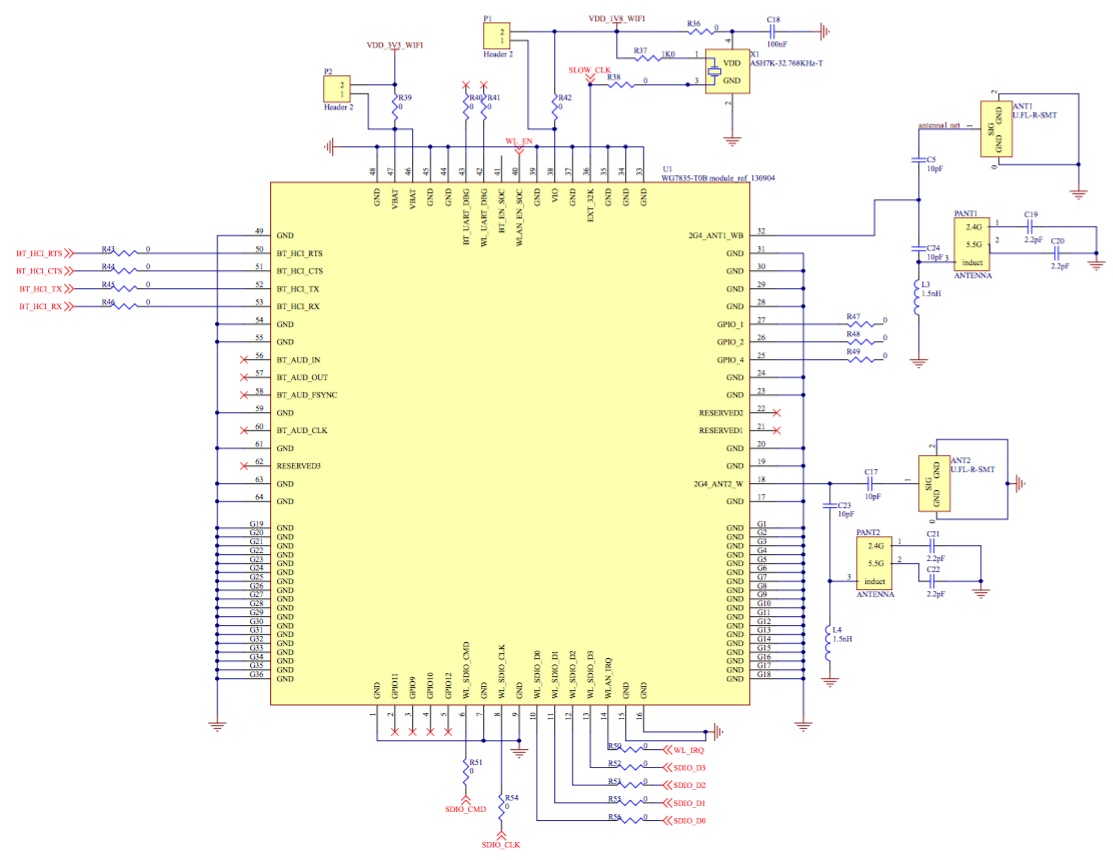 P1
2
1
Header 2
VDD_1V8_WIFI
R36
0
C18
100nF
R37
1K0
X1
ASH7K-32.768KHz-T
VDD
GND
1
3
4
2
SLOW_CLK
R38
0
VDD_3V3_WIFI
P2
2
1
Header 2
R39
0
R40
0
R41
0
R42
0
WL_EN
48
47
46
45
44
43
42
41
40
39
38
37
36
35
34
33
GND
VBAT
VBAT
GND
GND
BT_UART_DBG
WL_UART_DBG
BT_EN_SOC
WLAN_EN_SOC
GND
VIO
GND
EXT_32K
GND
GND
GND
U1
WG7835-T0B module_ref_130904
BT_HCI_RTS
R43
0
BT_HCI_CTS
R44
0
BT_HCI_TX
R45
0
BT_HCI_RX
R46
0
49 GND
50 BT_HCI_RTS
51 BT_HCI_CTS
52 BT_HCI_TX
53 BT_HCI_RX
54 GND
55 GND
56 BT_AUD_IN
57 BT_AUD_OUT
58 BT_AUD_FSYNC
59 GND
60 BT_AUD_CLK
61 GND
62 RESERVED3
63 GND
64 GND
G19 GND
G20 GND
G21 GND
G22 GND
G23 GND
G24 GND
G25 GND
G26 GND
G27 GND
G28 GND
G29 GND
G30 GND
G31 GND
G32 GND
G33 GND
G34 GND
G35 GND
G36 GND
2G4_ANT1_WB 32
GND 31
GND 30
GND 29
GND 28
GPIO_1 27
GPIO_2 26
GPIO_4 25
GND 24
GND 23
RESERVED2 22
RESERVED1 21
GND 20
GND 19
2G4_ANT2_W 18
GND 17
GND G1
GND G2
GND G3
GND G4
GND G5
GND G6
GND G7
GND G8
GND G9
GND G10
GND G11
GND G12
GND G13
GND G14
GND G15
GND G16
GND G17
GND G18
R47
0
R48
0
R49
0
antenna1 net
1
2
0
SIG
GND
GND
ANT1
U.FL-R-SMT
C5
10pF
C24
10pF
L3
1.5nH
PANT1
2.4G
5.5G
induct
ANTENNA
1
2
3
C19
2.2pF
C20
2.2pF
C17
10pF
1
2
0
SIG
GND
GND
ANT2
U.FL-R-SMT
C23
10pF
PANT2
2.4G
5.5G
induct
ANTENNA
1
2
3
C21
2.2pF
C22
2.2pF
L4
1.5nH
GND
GPIO11
GPIO9
GPIO10
GPIO12
WL_SDIO_CMD
GND
WL_SDIO_CLK
GND
WL_SDIO_D0
WL_SDIO_D1
WL_SDIO_D2
WL_SDIO_D3
WLAN_IRQ
GND
GND
1
2
3
4
5
6
7
8
9
10
11
12
13
14
15
16
R51
0
SDIO_CMD
R54
0
SDIO_CLK
R50
0
WL_IRQ
R52
0
SDIO_D3
R53
0
SDIO_D2
R55
0
SDIO_D1
R56
0
SDIO_D0